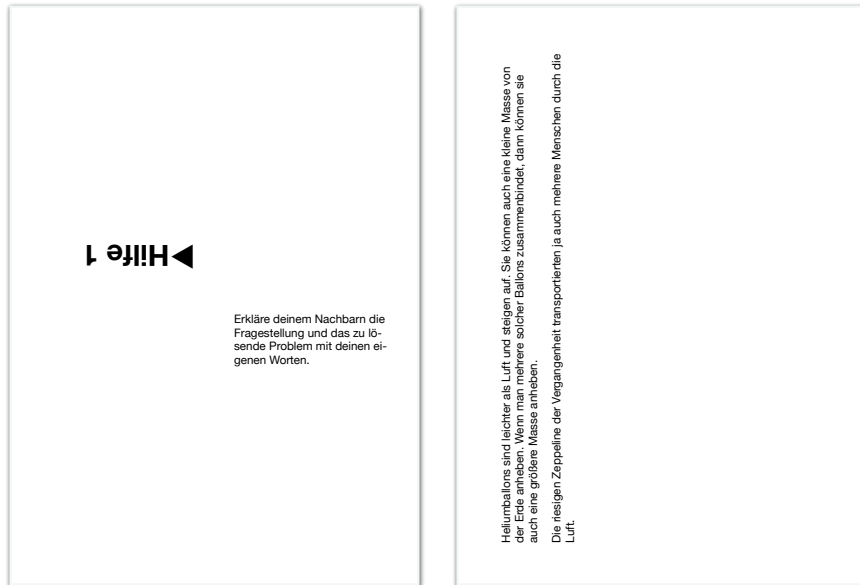 ▶Hilfe 1
Erkläre deinem Nachbarn die
Fragestellung und das zu lö-
sende Problem mit deinen ei-
genen Worten.
Heliumballons sind leichter als Luft und steigen auf. Sie können auch eine kleine Masse von
der Erde anheben. Wenn man mehrere solcher Ballons zusammenbindet, dann können sie
auch eine größere Masse anheben.
Die riesigen Zeppeline der Vergangenheit transportierten ja auch mehrere Menschen durch die
Luft.